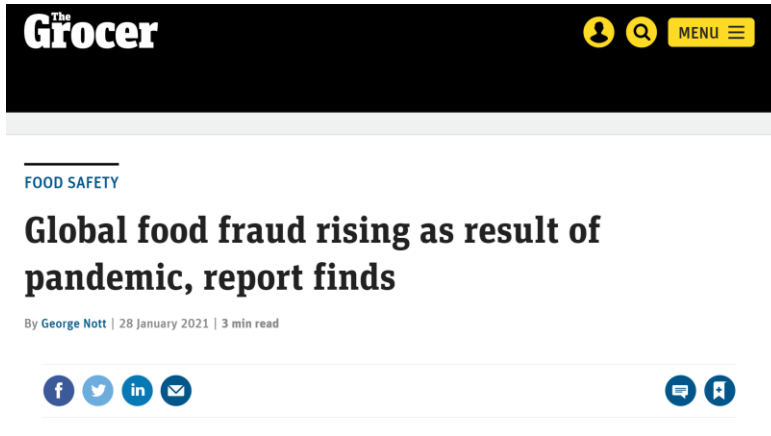 The
Grocer
MENU
FOOD SAFETY
Global food fraud rising as result of
pandemic, report finds
By George Nott | 28 January 2021 | 3 min read
f
in